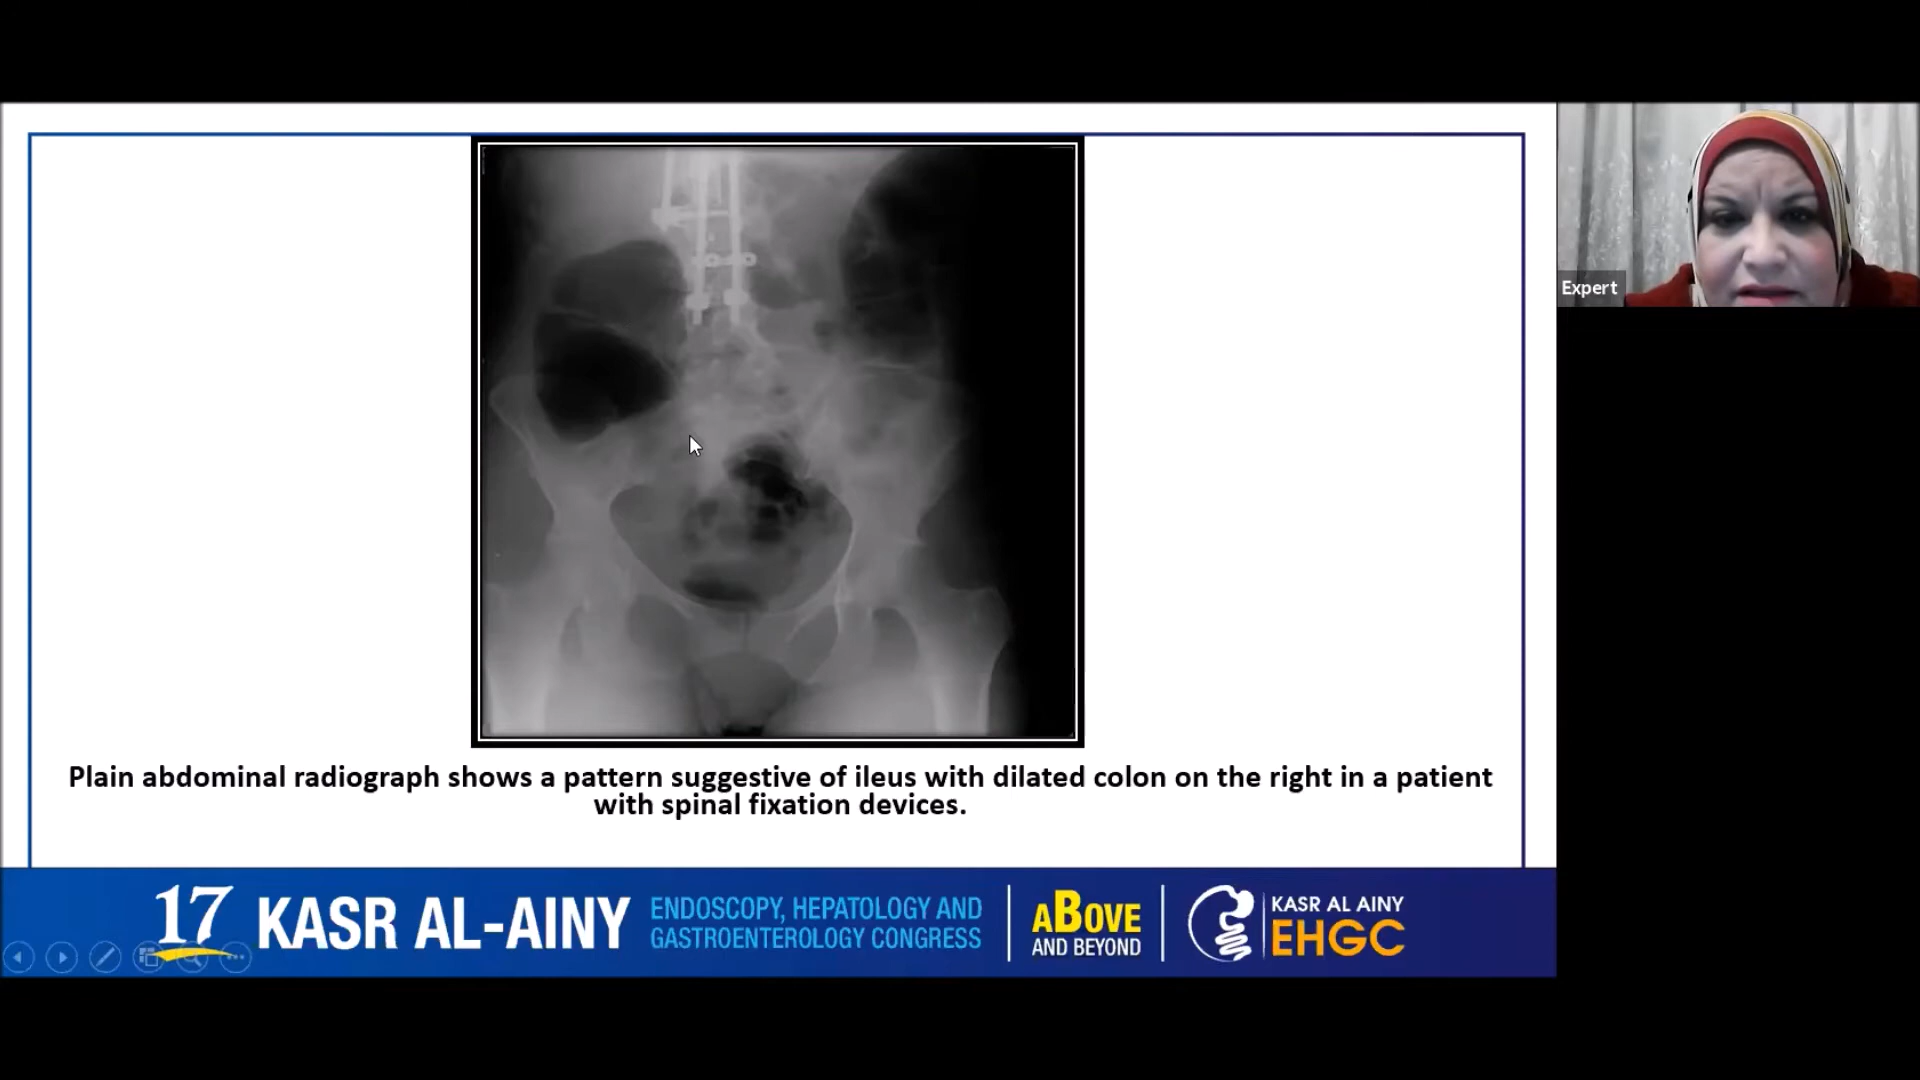 Expert
Plain abdominal radiograph shows a pattern suggestive of ileus with dilated colon on the right in a patient
with spinal fixation devices.
17 KASR AL-AINY
ENDOSCOPY, HEPATOLOGY AND
GASTROENTEROLOGY CONGRESS
ABOVE
AND BEYOND
KASR AL AINY
EHGC